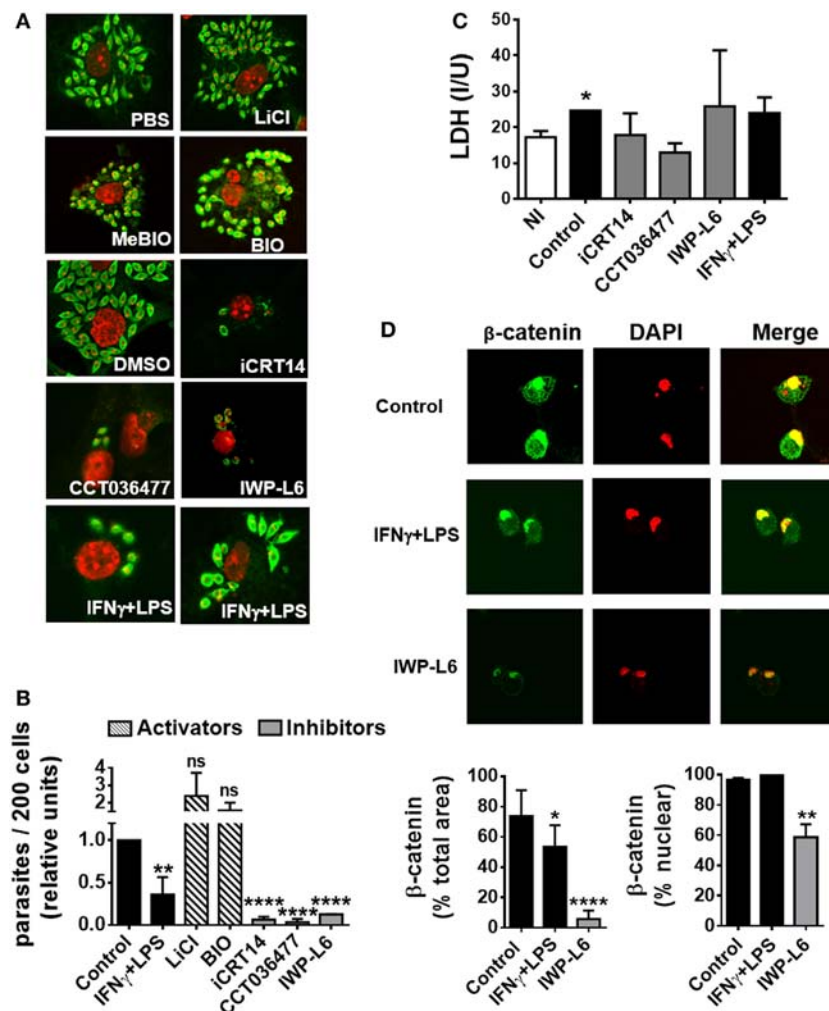 A
PBS
LiCl
MeBIO
BIO
DMSO
iCRT14
CCT036477
IWP-L6
IFNγ+LPS
IFNγ+LPS
B
Activators
Inhibitors
parasites / 200 cells
(relative units)
4
3
2
1.0
0.5
0.0
**
ns
ns
****
****
****
Control
IFNγ+LPS
LiCl
BIO
iCRT14
CCT036477
IWP-L6
C
LDH (I/U)
50
40
30
20
10
0
*
NI
Control
iCRT14
CCT036477
IWP-L6
IFNγ+LPS
D
β-catenin
DAPI
Merge
Control
IFNγ+LPS
IWP-L6
β-catenin
(% total area)
100
80
60
40
20
0
*
****
Control
IFNγ+LPS
IWP-L6
β-catenin
(% nuclear)
100
80
60
40
20
0
**
Control
IFNγ+LPS
IWP-L6